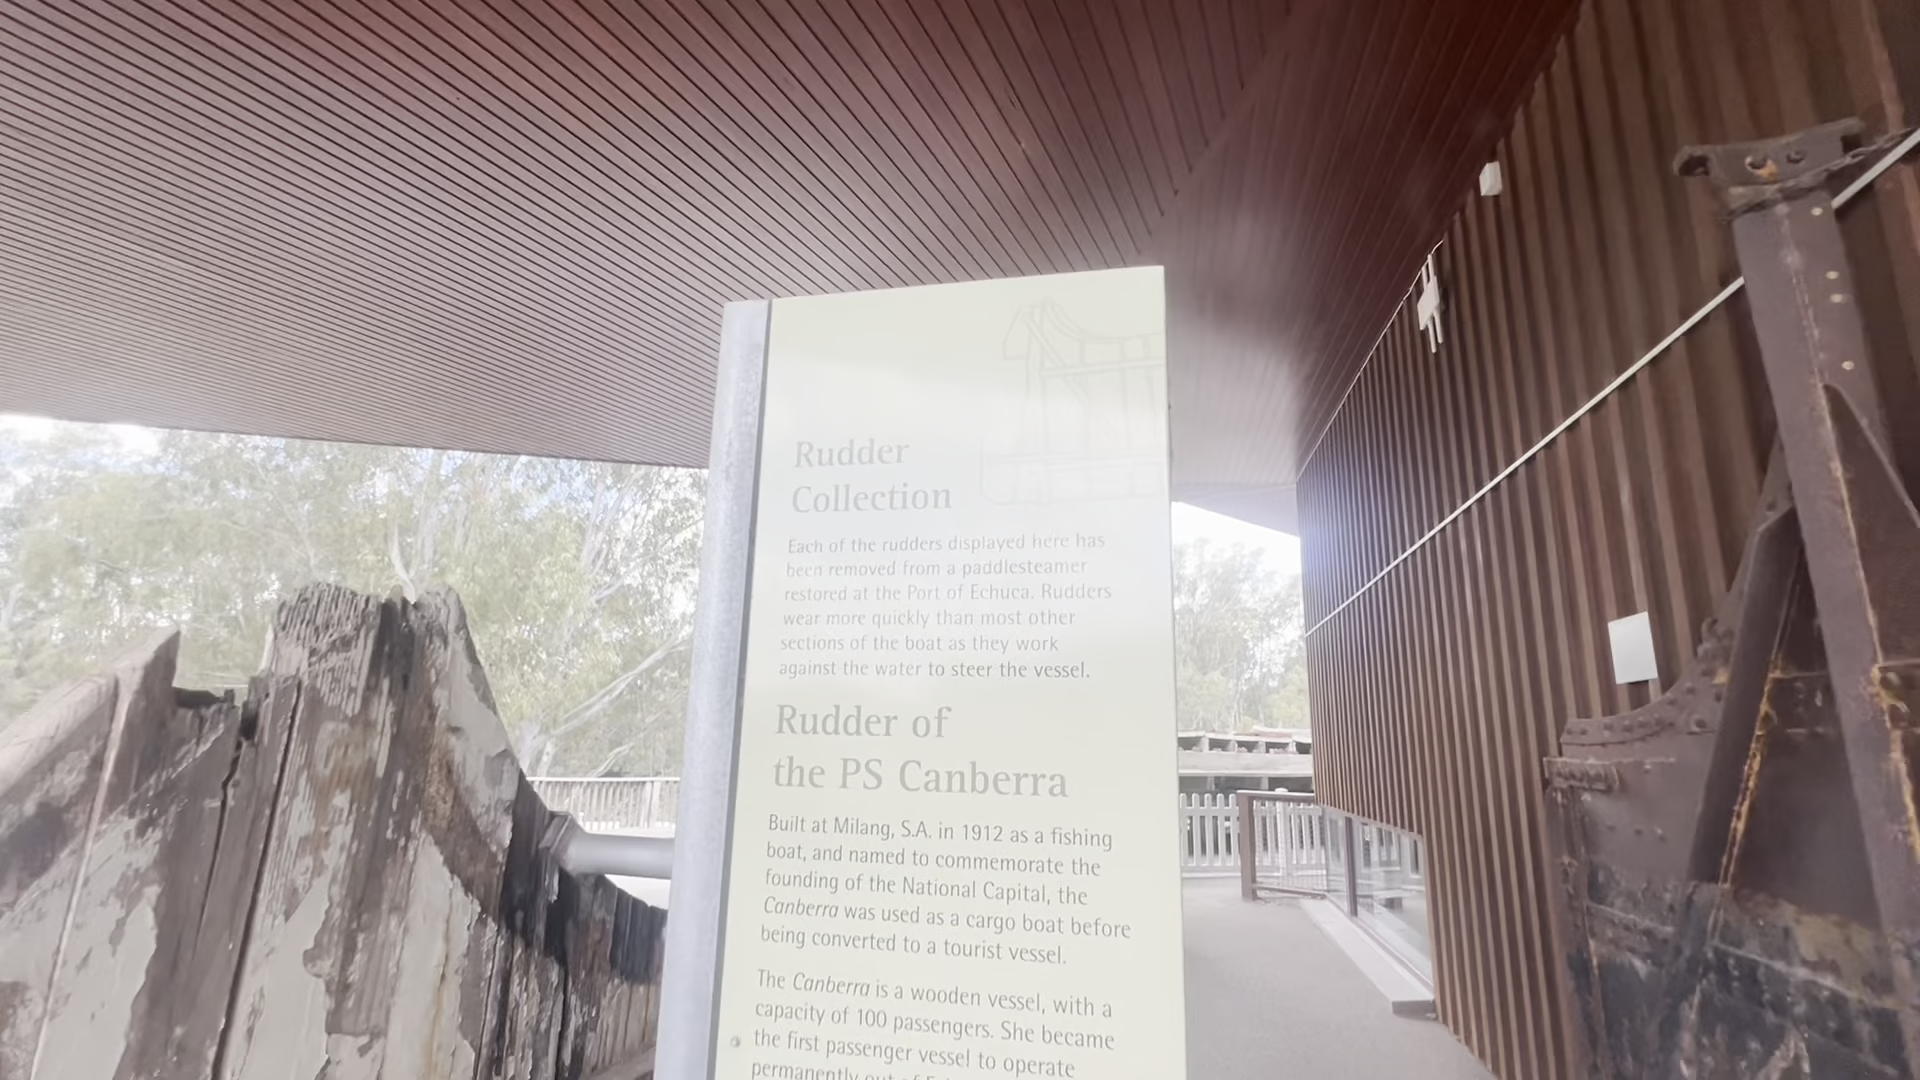 Rudder
Collection
Each of the rudders displayed here has
been removed from a paddlesteamer
restored at the Port of Echuca. Rudders
wear more quickly than most other
sections of the boat as they work
against the water to steer the vessel.
Rudder of
the PS Canberra
Built at Milang, S.A. in 1912 as a fishing
boat, and named to commemorate the
founding of the National Capital, the
Canberra was used as a cargo boat before
being converted to a tourist vessel.
The Canberra is a wooden vessel, with a
capacity of 100 passengers. She became
the first passenger vessel to operate
permanently out of